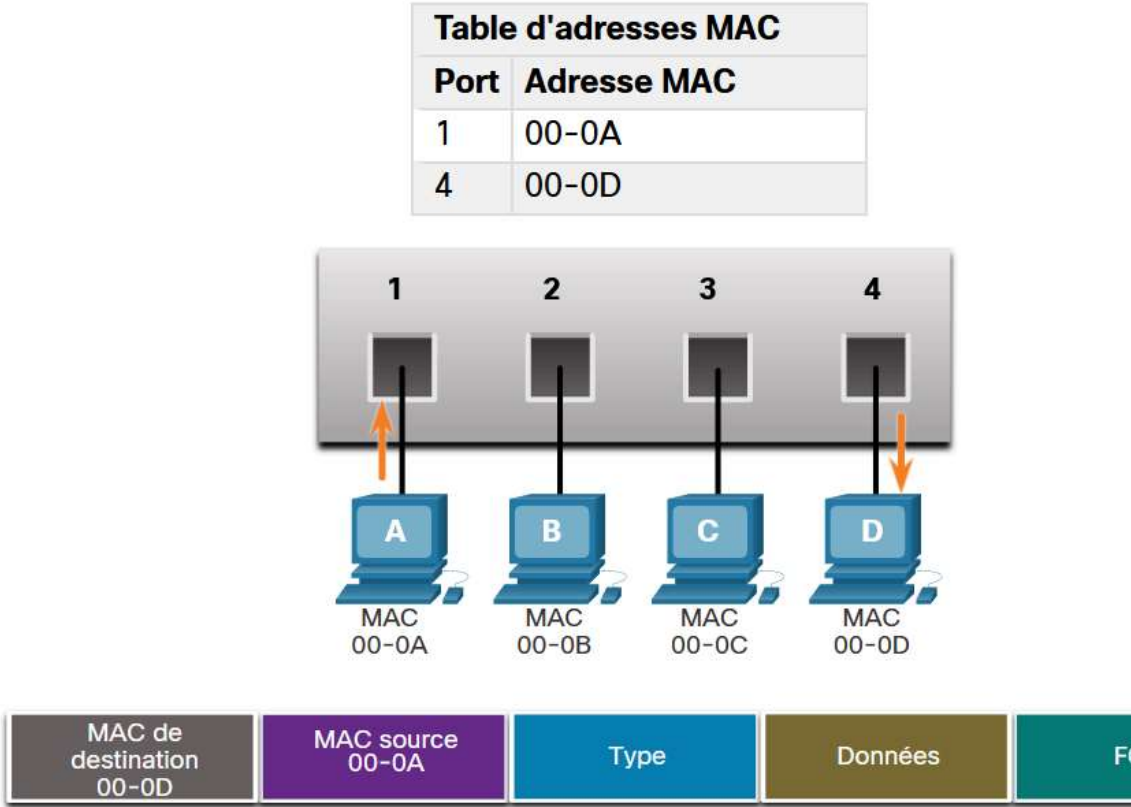 Table d'adresses MAC
Port Adresse MAC
1 00-0A
4 00-0D
1 2 3 4
A B C D
MAC MAC MAC MAC
00-0A 00-0B 00-0C 00-0D
MAC de
destination
00-0D
MAC source
00-0A
Type
Données